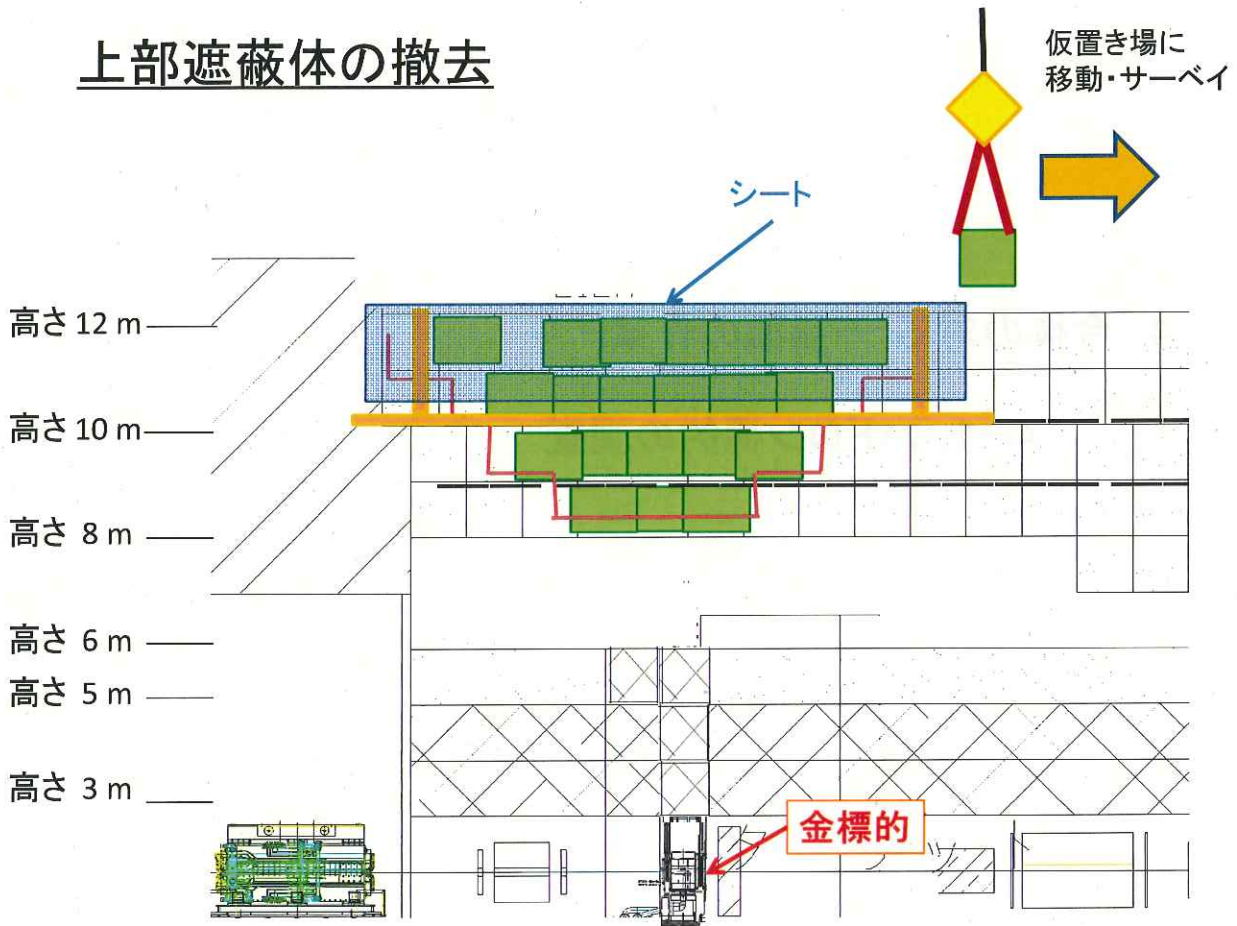 上部遮蔽体の撤去
仮置き場に
移動・サーベイ
シート
高さ 12 m
高さ 10 m
高さ 8 m
高さ 6 m
高さ 5 m
高さ 3 m
金標的